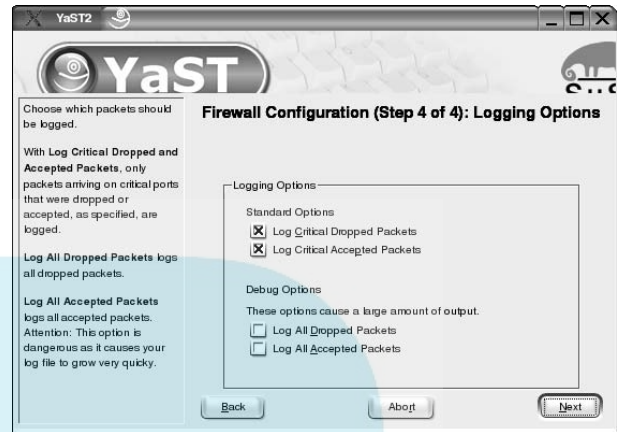 YaST2
YaST
Choose which packets should
be logged.
With Log Critical Dropped and
Accepted Packets, only
packets arriving on critical ports
that were dropped or
accepted, as specified, are
logged.
Log All Dropped Packets logs
all dropped packets.
Log All Accepted Packets
logs all accepted packets.
Attention: This option is
dangerous as it causes your
log file to grow very quicky.
Firewall Configuration (Step 4 of 4): Logging Options
Logging Options
Standard Options
Log Critical Dropped Packets
Log Critical Accepted Packets
Debug Options
These options cause a large amount of output.
Log All Dropped Packets
Log All Accepted Packets
Back
Abort
Next